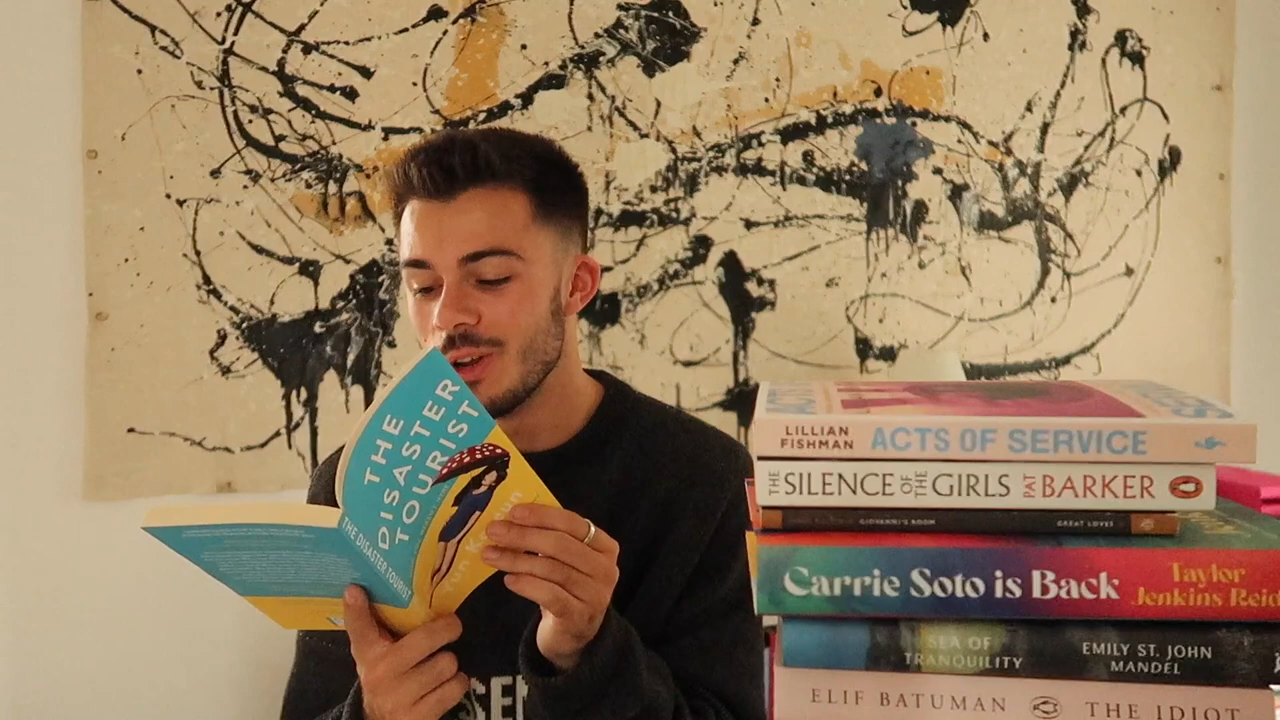 THE
DISASTER
TOURIST
THE DISASTER TOURIST
SEN
LILLIAN
FISHMAN
ACTS OF SERVICE
THE SILENCE OF THE GIRLS PAT BARKER
GIOVANNI'S ROOM GREAT LOVES
Carrie Soto is Back
Taylor
Jenkins Reid
SEA OF
TRANQUILITY
EMILY ST. JOHN
MANDEL
ELIF BATUMAN THE IDIOT